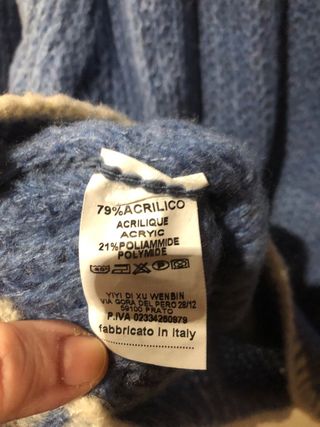 79%ACRILICO
ACRILIQUE
ACRYIC
21%POLIAMMIDE
POLYMIDE
YIYI DI XU WENBIN
VIA GORA DEL PERO 28/12
59100 PRATO
P.IVA 02334260979
fabbricato in italy